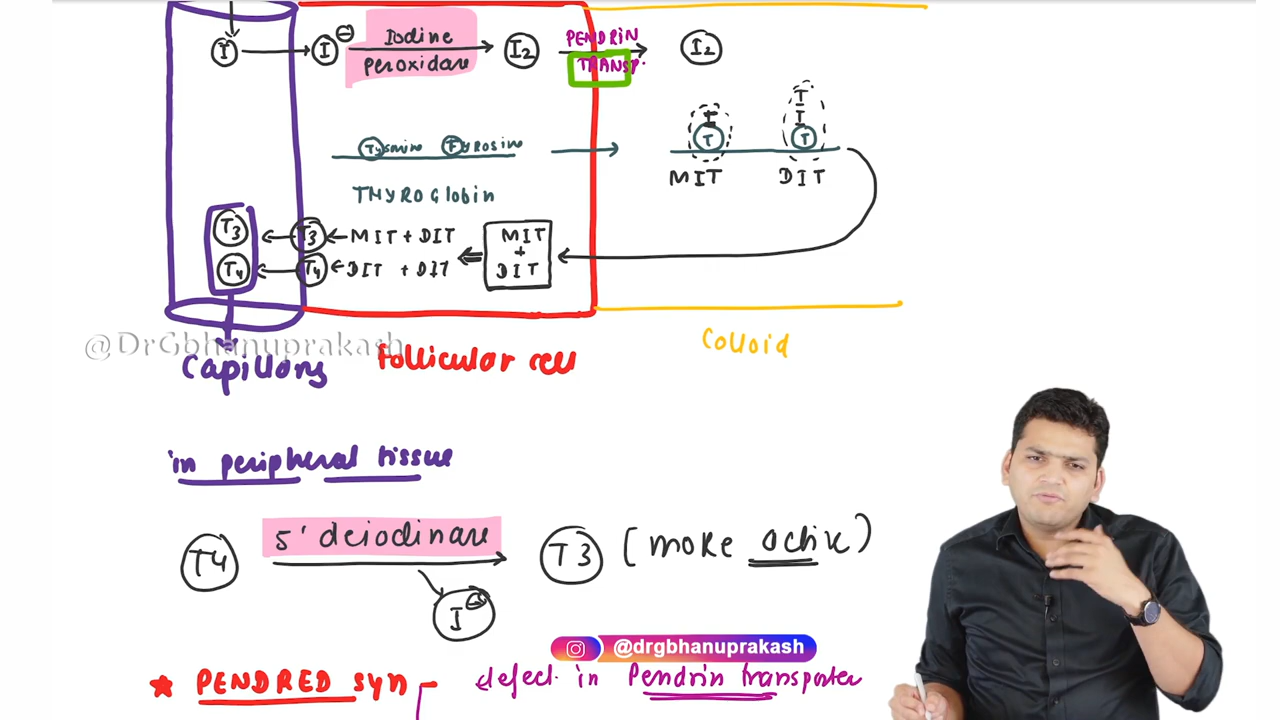 I I⊖ Iodine Peroxidase I2 PENDRIN TRANSP. I2
I I
I
T T
Tyrosine Tyrosine
MIT DIT
THYROGlobin
T3 T3 MIT + DIT MIT
+
T4 T4 DIT + DIT DIT
@DrGbhanuprakash
Colloid
Capillary Follicular cell
in peripheral tissue
T4 5' deiodinase T3 (more active)
I⊖
@drgbhanuprakash
★ PENDRED syn - defect in Pendrin transporter